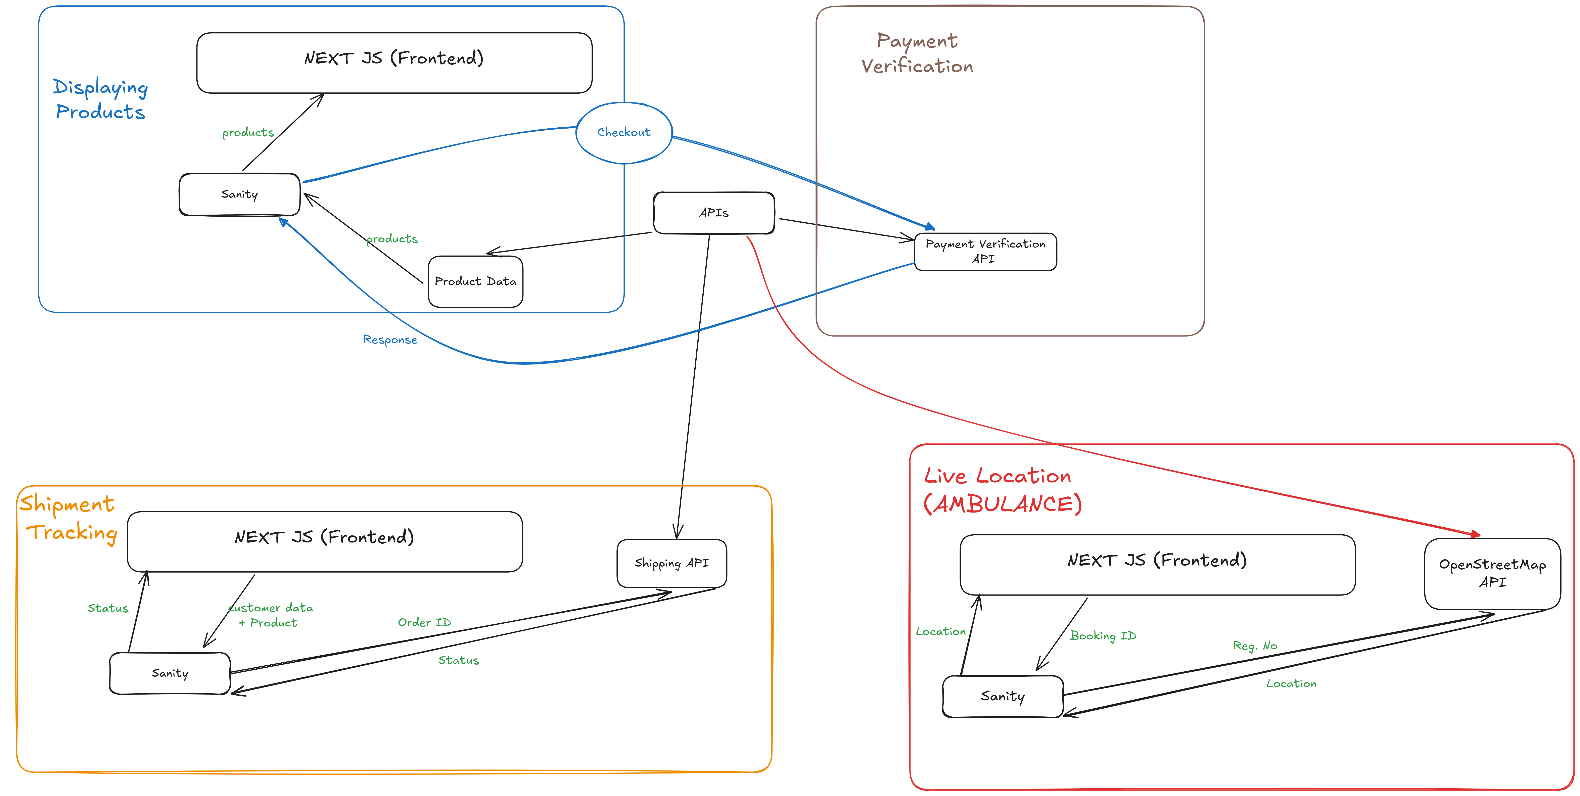 NEXT JS (Frontend)
Displaying
Products
products
Checkout
Sanity
products
Product Data
Response
APIs
Payment
Verification
Payment Verification
API
Shipment
Tracking
NEXT JS (Frontend)
Status
customer data
+ Product
Order ID
Status
Sanity
Shipping API
Live Location
(AMBULANCE)
NEXT JS (Frontend)
OpenStreetMap
API
Location
Booking ID
Reg. No
Location
Sanity